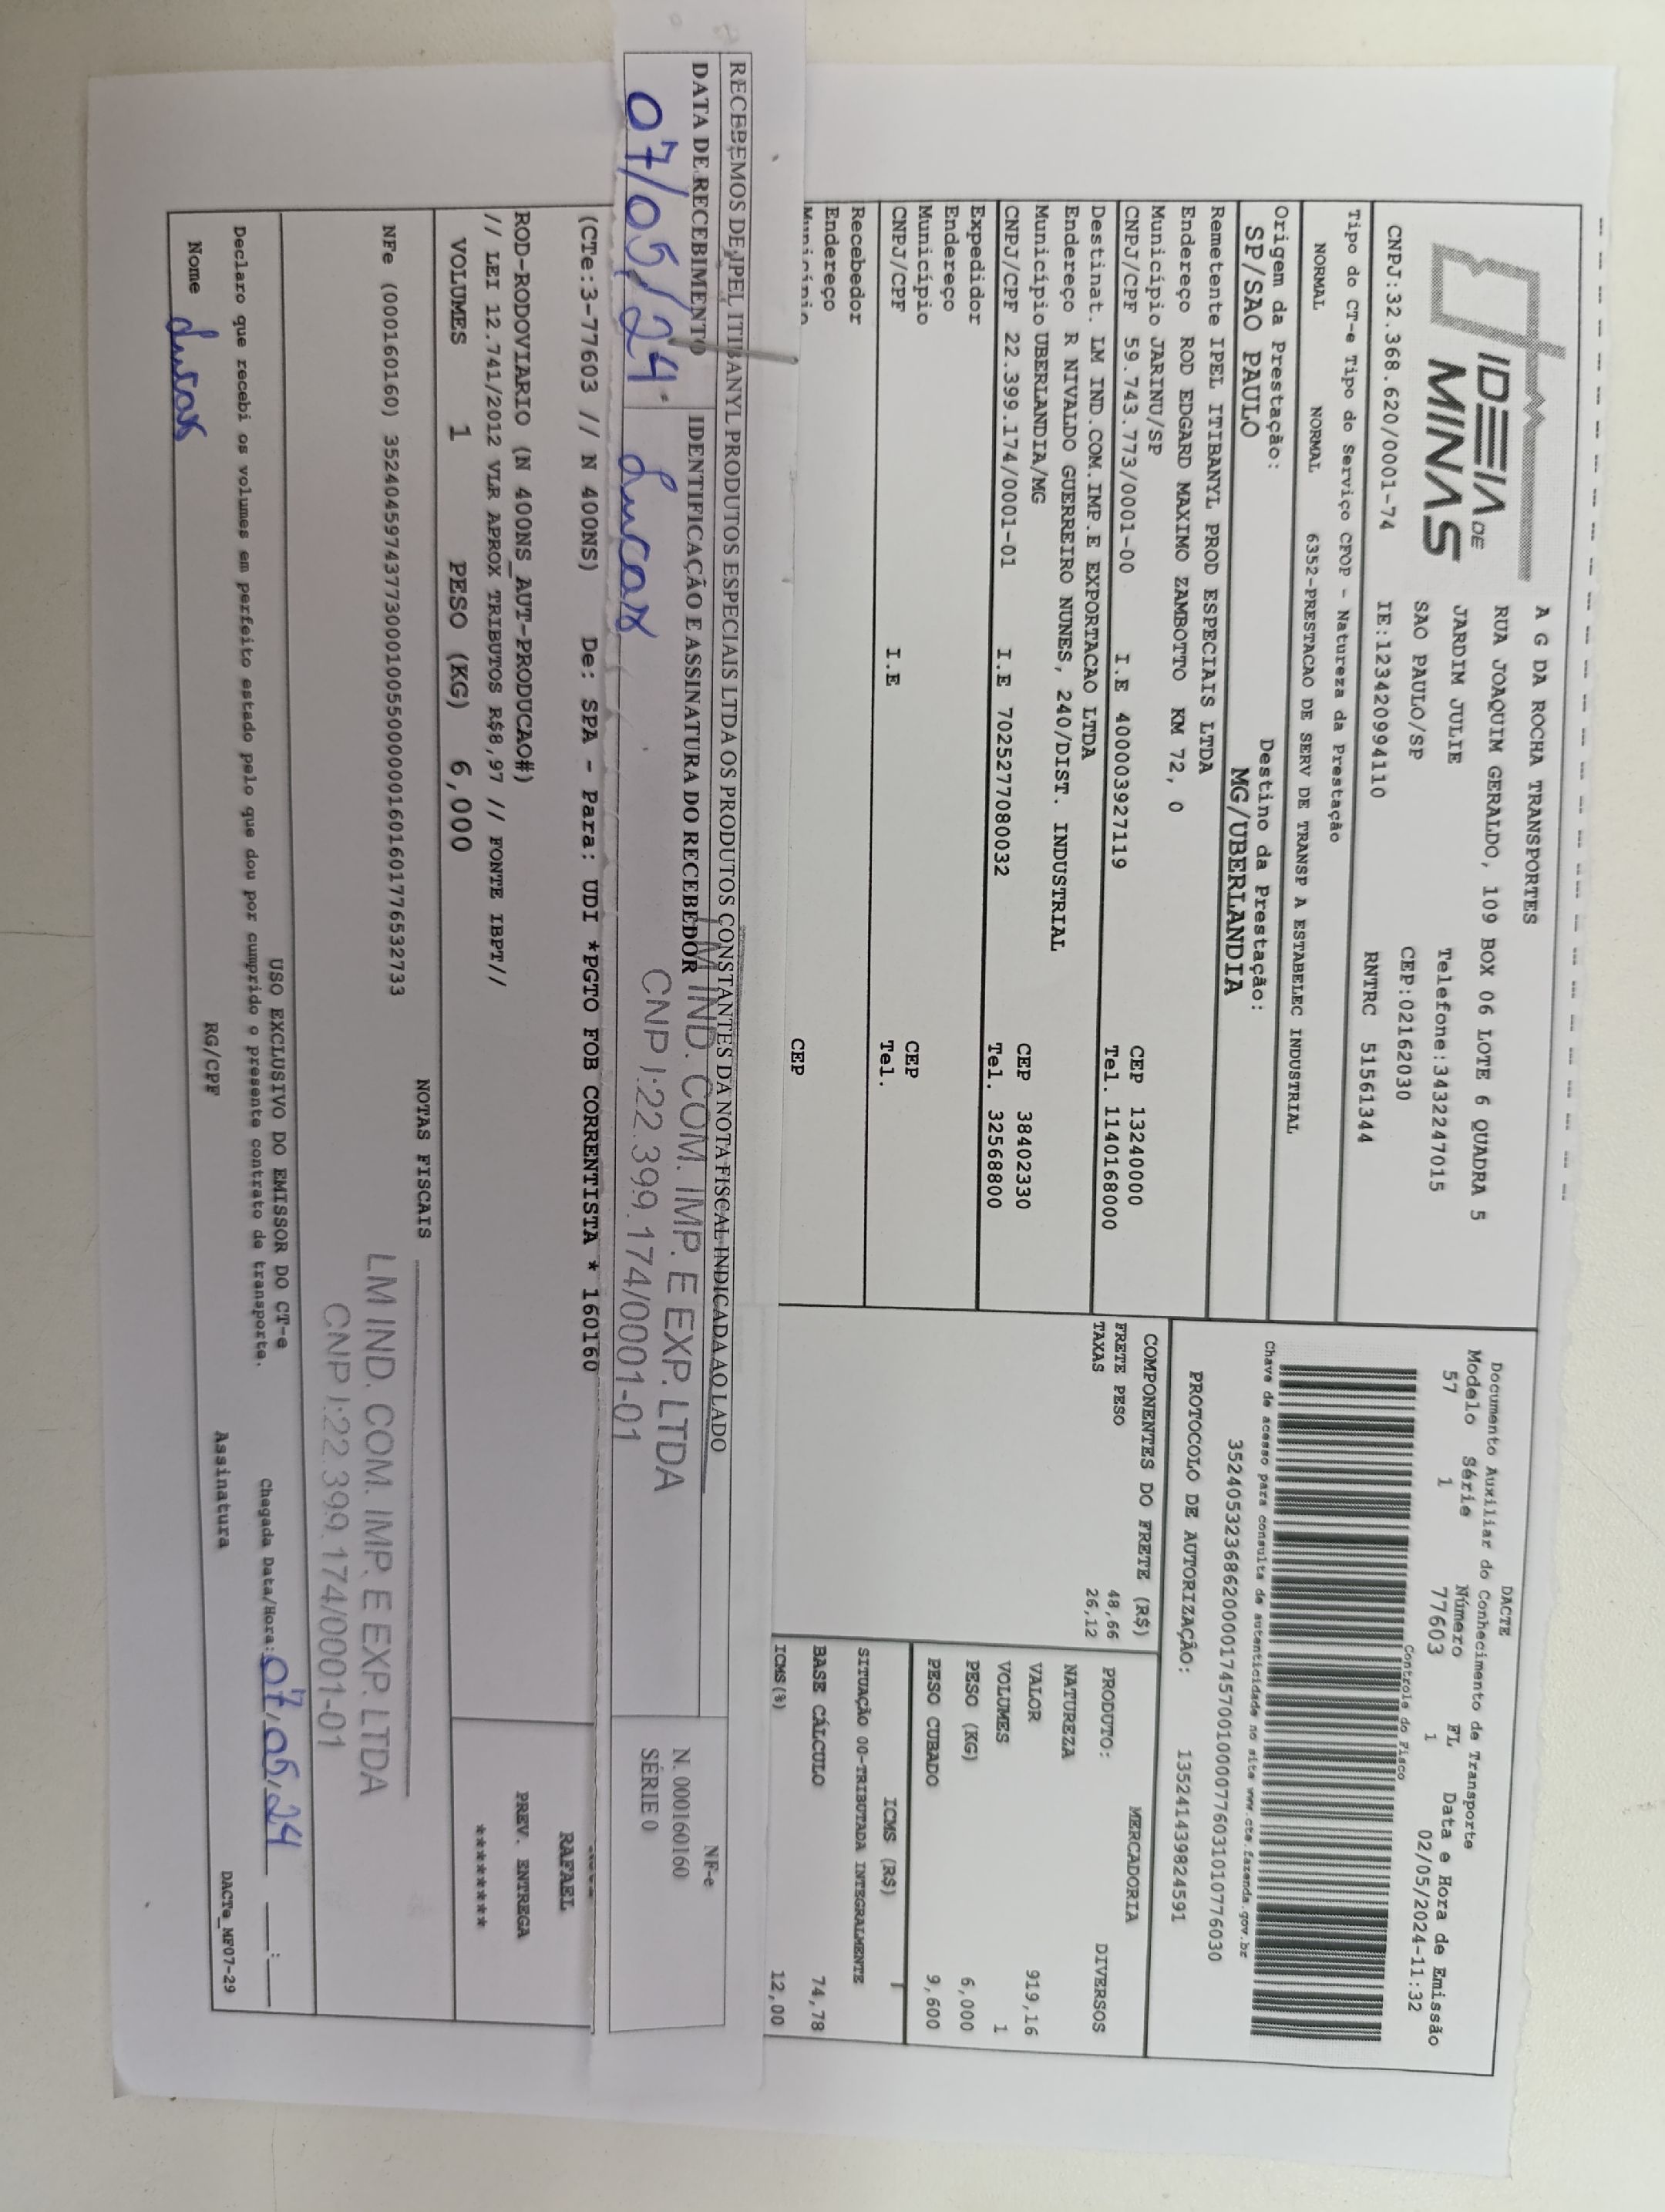 IDEIA DE
MINAS
A G DA ROCHA TRANSPORTES
RUA JOAQUIM GERALDO, 109 BOX 06 LOTE 6 QUADRA 5
JARDIM JULIE Telefone:3432247015
SAO PAULO/SP CEP:02162030
CNPJ:32.368.620/0001-74 IE:123420994110 RNTRC 51561344
Tipo do CT-e Tipo do Serviço CFOP - Natureza da Prestação
NORMAL NORMAL 6352-PRESTACAO DE SERV DE TRANSP A ESTABELEC INDUSTRIAL
Origem da Prestação: Destino da Prestação:
SP/SAO PAULO MG/UBERLANDIA
Remetente IPEL ITIBANYL PROD ESPECIAIS LTDA
Endereço ROD EDGARD MAXIMO ZAMBOTTO KM 72, 0
Município JARINU/SP CEP 13240000
CNPJ/CPF 59.743.773/0001-00 I.E 400003927119 Tel. 1140168000
Destinat. LM IND.COM.IMP.E EXPORTACAO LTDA
Endereço R NIVALDO GUERREIRO NUNES, 240/DIST. INDUSTRIAL
Município UBERLANDIA/MG CEP 38402330
CNPJ/CPF 22.399.174/0001-01 I.E 7025277080032 Tel. 32568800
Expedidor
Endereço
Município CEP
CNPJ/CPF I.E Tel.
Recebedor
Endereço
Município CEP
DACTE
Documento Auxiliar do Conhecimento de Transporte
Modelo Série Número FL Data e Hora de Emissão
57 1 77603 1 02/05/2024-11:32
Controle do Fisco
Chave de acesso para consulta de autenticidade no site www.cte.fazenda.gov.br
35240532368620000174570010000776031010776030
PROTOCOLO DE AUTORIZAÇÃO: 135241439824591
COMPONENTES DO FRETE (R$)
FRETE PESO 48,66
TAXAS 26,12
MERCADORIA
PRODUTO: DIVERSOS
NATUREZA
VALOR 919,16
VOLUMES 1
PESO (KG) 6,000
PESO CUBADO 9,600
ICMS (R$)
SITUAÇÃO 00-TRIBUTADA INTEGRALMENTE
BASE CÁLCULO 74,78
ICMS(%) 12,00
RECEBEMOS DE IPEL ITIBANYL PRODUTOS ESPECIAIS LTDA OS PRODUTOS CONSTANTES DA NOTA FISCAL INDICADA AO LADO
DATA DE RECEBIMENTO IDENTIFICAÇÃO E ASSINATURA DO RECEBEDOR
07/05/24 Lucas
LM IND. COM. IMP. E EXP. LTDA
CNPJ:22.399.174/0001-01
NF-e
N. 000160160
SÉRIE 0
(CTe:3-77603 // N 400NS) De: SPA - Para: UDI *PGTO FOB CORRENTISTA * 160160
RAFAEL
ROD-RODOVIARIO (N 400NS_AUT-PRODUCAO#)
// LEI 12.741/2012 VLR APROX TRIBUTOS R$8,97 // FONTE IBPT//
PREV. ENTREGA
*******
VOLUMES 1 PESO (KG) 6,000
NOTAS FISCAIS
NFe (000160160) 35240459743773000100550000001601601776532733
LM IND. COM. IMP. E EXP. LTDA
CNPJ:22.399.174/0001-01
USO EXCLUSIVO DO EMISSOR DO CT-e
Declaro que recebi os volumes em perfeito estado pelo que dou por cumprido o presente contrato de transporte. Chegada Data/Hora: 07/05/24 __:__
Nome Lucas RG/CPF Assinatura DACTe_MF07-29